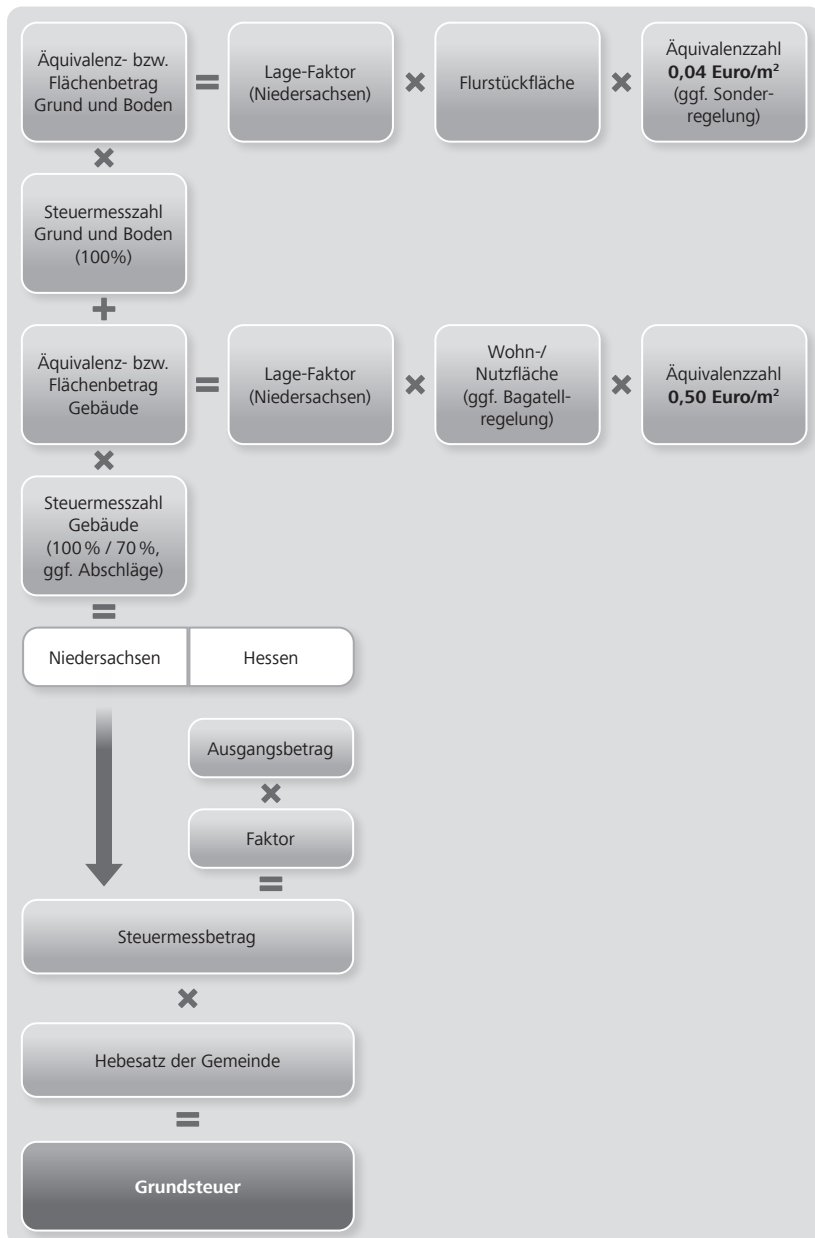 Äquivalenz- bzw.
Flächenbetrag
Grund und Boden
=
Lage-Faktor
(Niedersachsen)
×
Flurstückfläche
×
Äquivalenzzahl
0,04 Euro/m²
(ggf. Sonder-
regelung)
×
Steuermesszahl
Grund und Boden
(100%)
+
Äquivalenz- bzw.
Flächenbetrag
Gebäude
=
Lage-Faktor
(Niedersachsen)
×
Wohn-/
Nutzfläche
(ggf. Bagatell-
regelung)
×
Äquivalenzzahl
0,50 Euro/m²
×
Steuermesszahl
Gebäude
(100 % / 70 %,
ggf. Abschläge)
=
Niedersachsen
Hessen
Ausgangsbetrag
×
Faktor
=
Steuermessbetrag
×
Hebesatz der Gemeinde
=
Grundsteuer